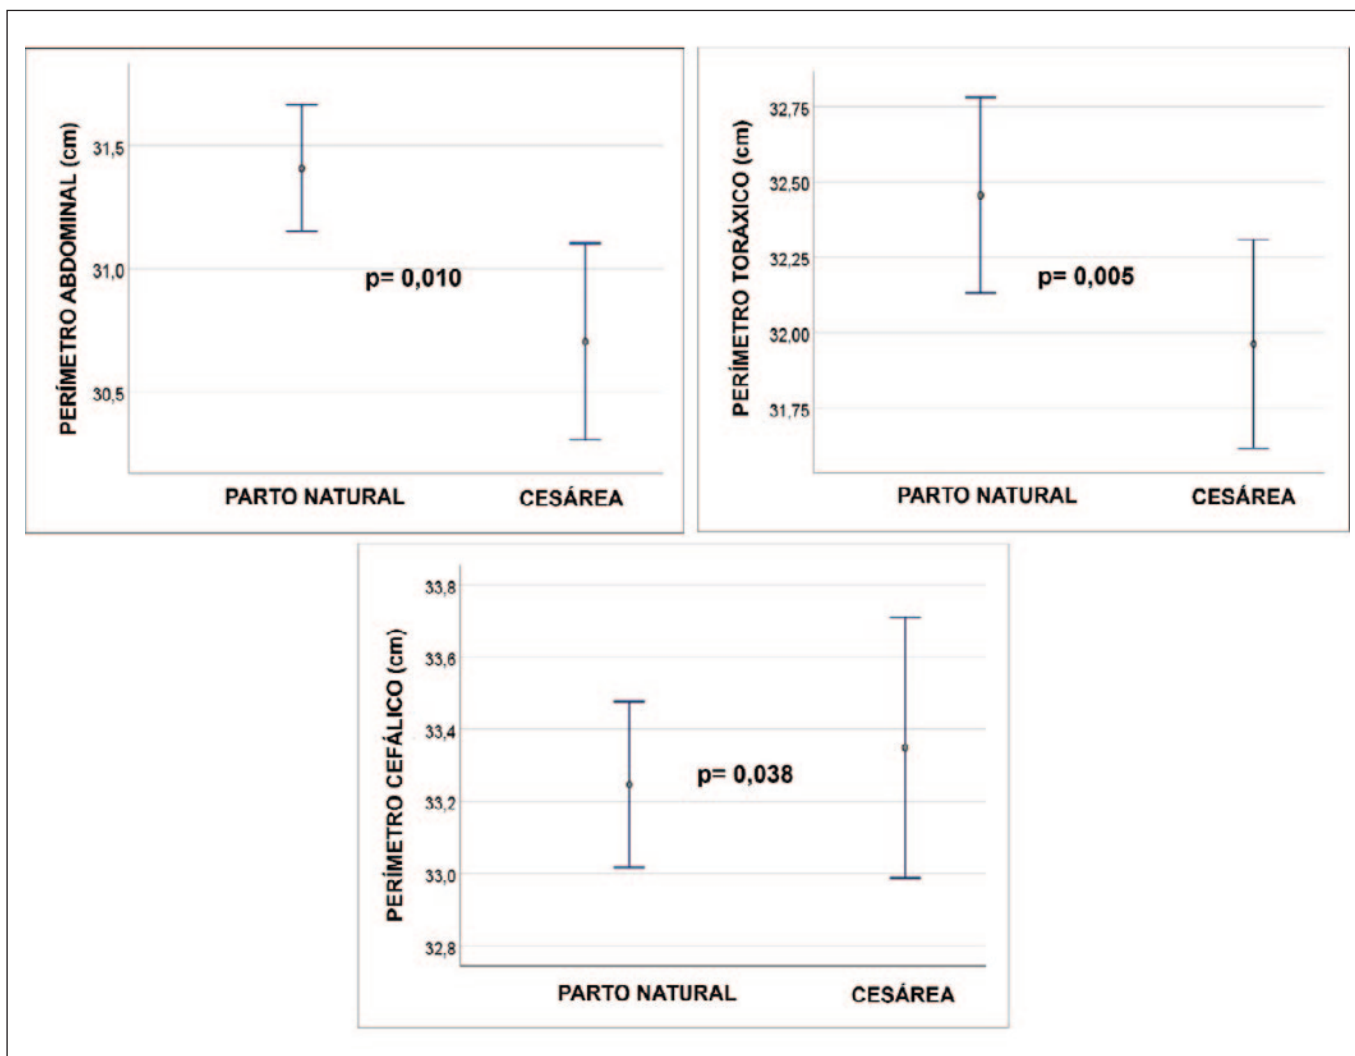 PERÍMETRO ABDOMINAL (cm)
31,5
31,0
30,5
p= 0,010
PARTO NATURAL
CESÁREA
PERÍMETRO TORÁXICO (cm)
32,75
32,50
32,25
32,00
31,75
p= 0,005
PARTO NATURAL
CESÁREA
PERÍMETRO CEFÁLICO (cm)
33,8
33,6
33,4
33,2
33,0
32,8
p= 0,038
PARTO NATURAL
CESÁREA